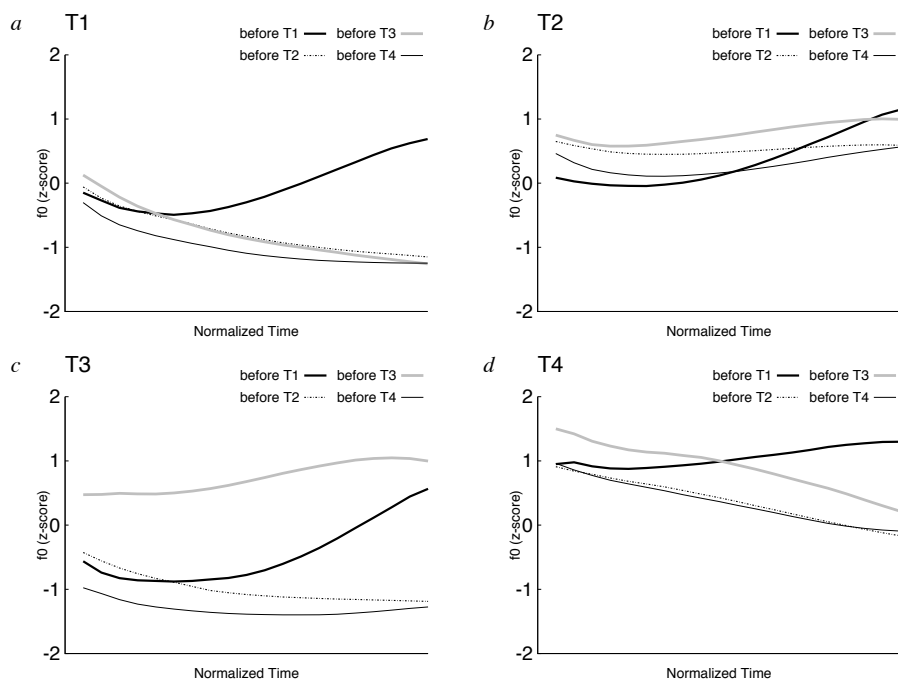 a T1
before T1 before T3
before T2 before T4
2
1
0
-1
-2
f0 (z-score)
Normalized Time
b T2
before T1 before T3
before T2 before T4
2
1
0
-1
-2
f0 (z-score)
Normalized Time
c T3
before T1 before T3
before T2 before T4
2
1
0
-1
-2
f0 (z-score)
Normalized Time
d T4
before T1 before T3
before T2 before T4
2
1
0
-1
-2
f0 (z-score)
Normalized Time